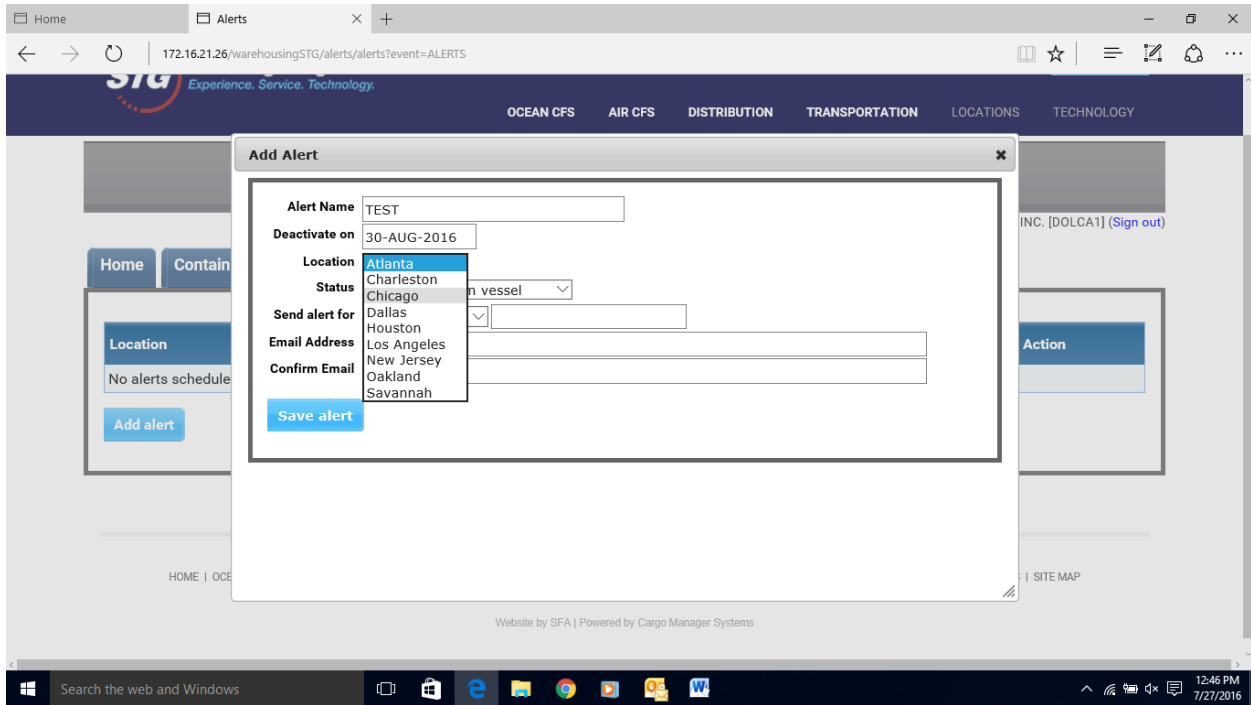 Home
Alerts
172.16.21.26/warehousingSTG/alerts/alerts?event=ALERTS
STG
Experience. Service. Technology.
OCEAN CFS AIR CFS DISTRIBUTION TRANSPORTATION LOCATIONS TECHNOLOGY
Add Alert
INC. [DOLCA1] (Sign out)
Home Contain
Alert Name TEST
Deactivate on 30-AUG-2016
Location Atlanta
Charleston
Status vessel
Chicago
Send alert for Dallas
Houston
Email Address Los Angeles
New Jersey
Confirm Email Oakland
Savannah
Save alert
Location Action
No alerts schedule
Add alert
HOME | OCE | SITE MAP
Website by SFA | Powered by Cargo Manager Systems
Search the web and Windows
12:46 PM
7/27/2016